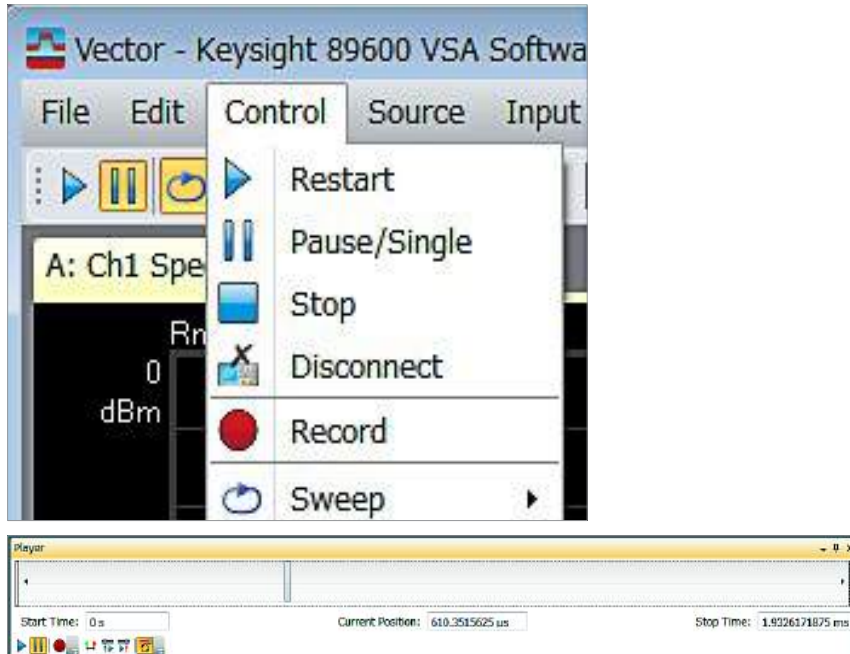 Vector - Keysight 89600 VSA Softwa
File Edit Control Source Input
Restart
A: Ch1 Spe
Pause/Single
Stop
Rn
0
dBm
Disconnect
Record
Sweep
Player
Start Time: 0 s Current Position: 610.3515625 us Stop Time: 1.9326171875 ms